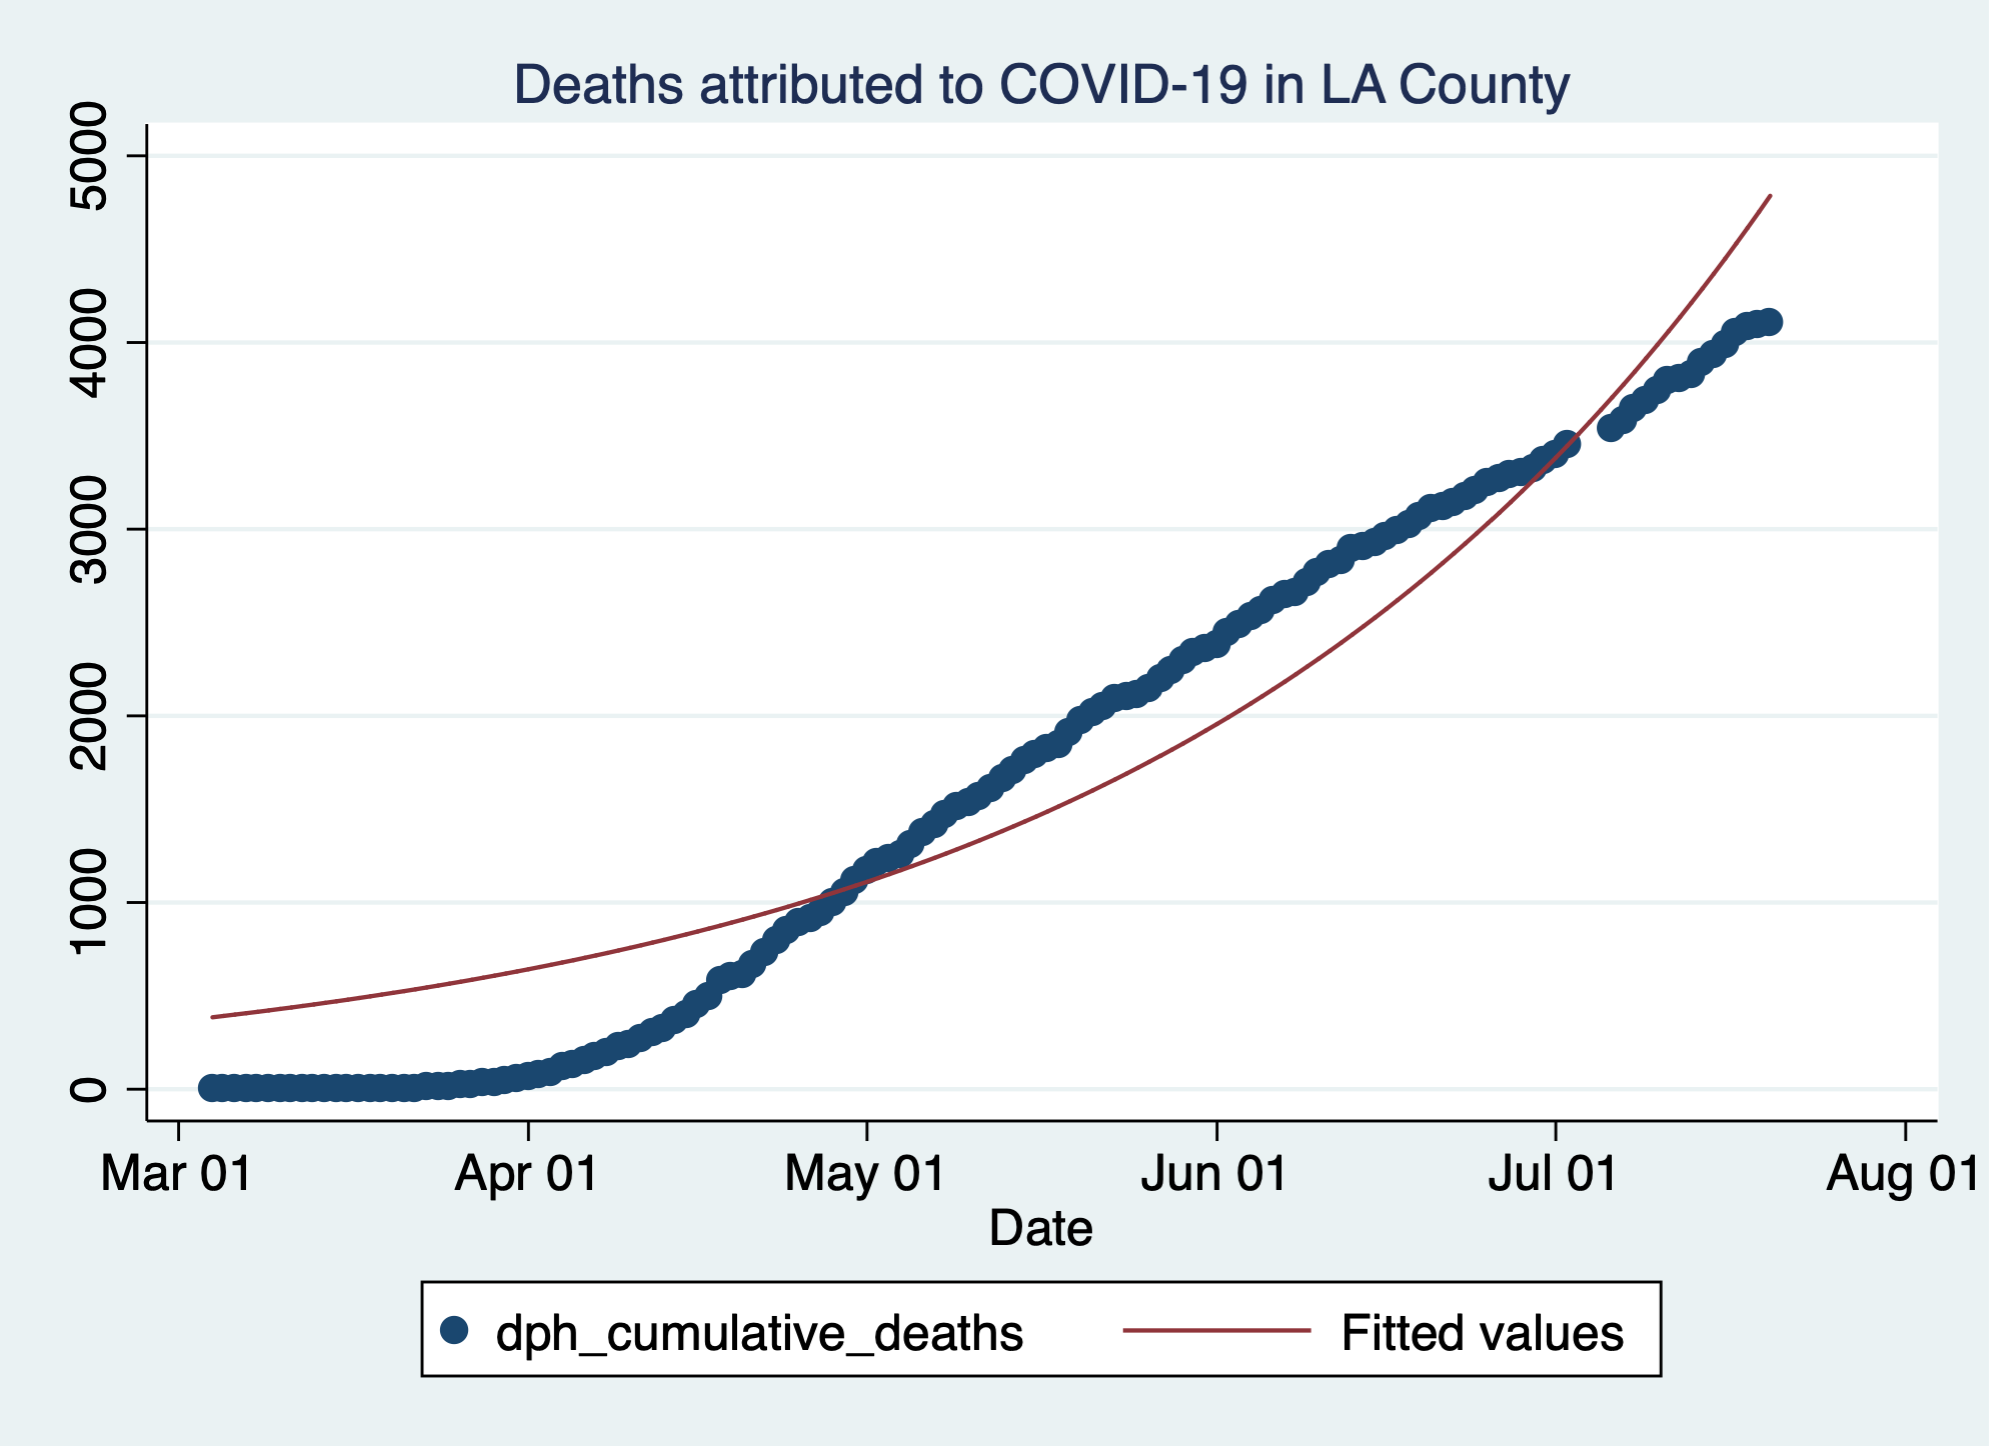 Deaths attributed to COVID-19 in LA County
5000
4000
3000
2000
1000
0
Mar 01 Apr 01 May 01 Jun 01 Jul 01 Aug 01
Date
dph_cumulative_deaths Fitted values